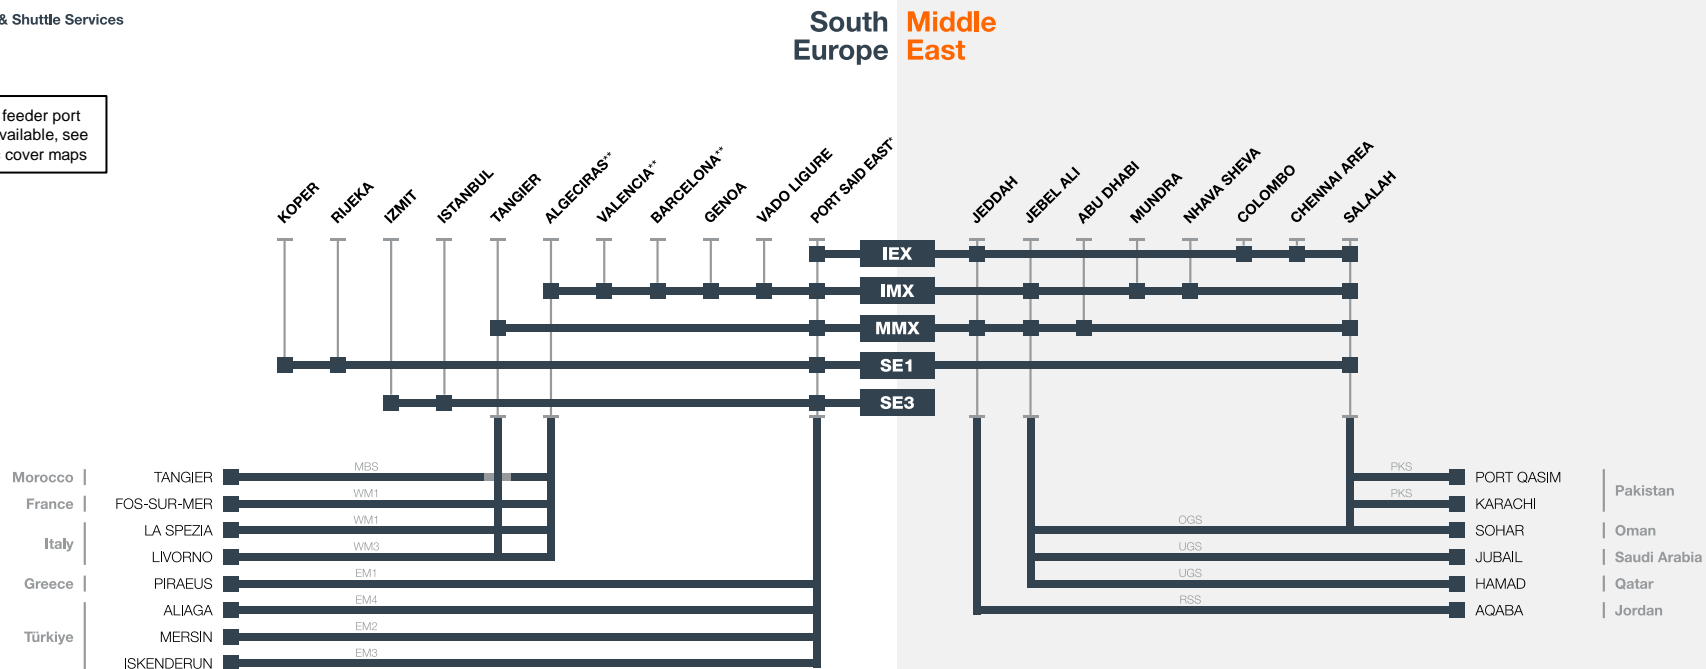 & Shuttle Services
South Middle
Europe East
feeder port
vailable, see
cover maps
KOPER
RIJEKA
IZMIT
ISTANBUL
TANGIER
ALGECIRAS**
VALENCIA**
BARCELONA**
GENOA
VADO LIGURE
PORT SAID EAST*
JEDDAH
JEBEL ALI
ABU DHABI
MUNDRA
NHAVA SHEVA
COLOMBO
CHENNAI AREA
SALALAH
IEX
IMX
MMX
SE1
SE3
Morocco TANGIER MBS
France FOS-SUR-MER WM1
Italy
LA SPEZIA WM1
LIVORNO WM3
Greece PIRAEUS EM1
Türkiye
ALIAGA EM4
MERSIN EM2
ISKENDERUN EM3
PKS PORT QASIM
PKS KARACHI
Pakistan
OGS SOHAR Oman
UGS JUBAIL Saudi Arabia
UGS HAMAD Qatar
RSS AQABA Jordan